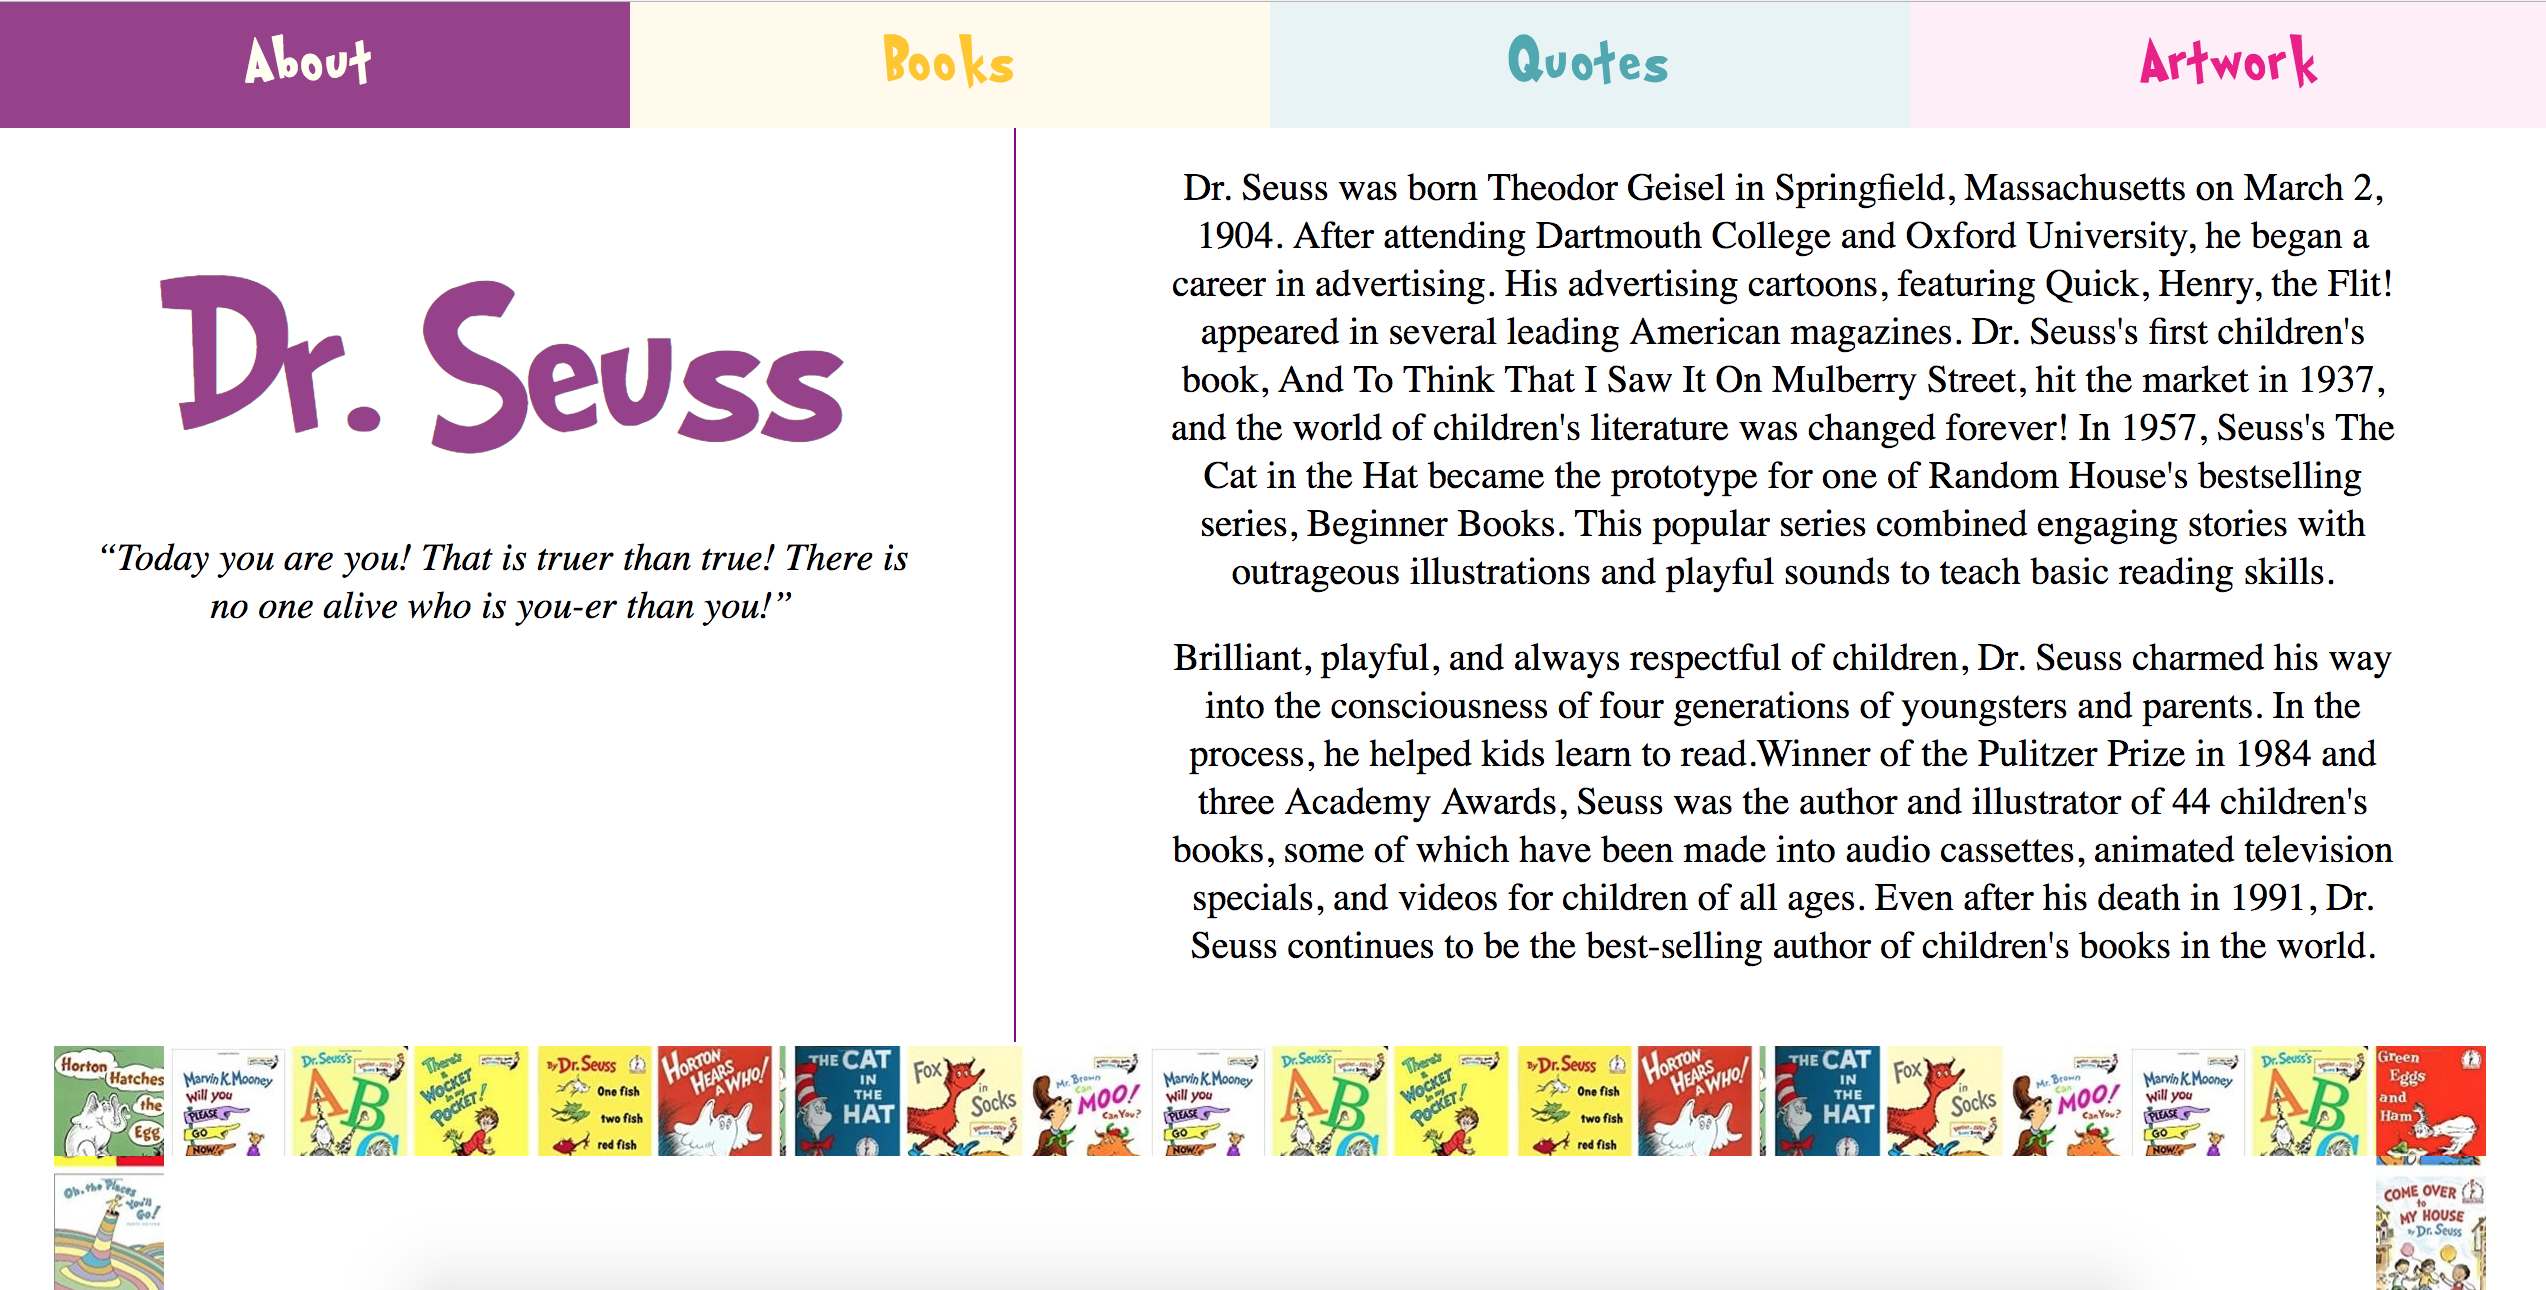 About
Books
Quotes
Artwork
Dr. Seuss
“Today you are you! That is truer than true! There is
no one alive who is you-er than you!”
Dr. Seuss was born Theodor Geisel in Springfield, Massachusetts on March 2,
1904. After attending Dartmouth College and Oxford University, he began a
career in advertising. His advertising cartoons, featuring Quick, Henry, the Flit!
appeared in several leading American magazines. Dr. Seuss's first children's
book, And To Think That I Saw It On Mulberry Street, hit the market in 1937,
and the world of children's literature was changed forever! In 1957, Seuss's The
Cat in the Hat became the prototype for one of Random House's bestselling
series, Beginner Books. This popular series combined engaging stories with
outrageous illustrations and playful sounds to teach basic reading skills.
Brilliant, playful, and always respectful of children, Dr. Seuss charmed his way
into the consciousness of four generations of youngsters and parents. In the
process, he helped kids learn to read.Winner of the Pulitzer Prize in 1984 and
three Academy Awards, Seuss was the author and illustrator of 44 children's
books, some of which have been made into audio cassettes, animated television
specials, and videos for children of all ages. Even after his death in 1991, Dr.
Seuss continues to be the best-selling author of children's books in the world.
Horton
Hatches
the
Egg
Marvin K. Mooney
Will you
PLEASE
GO
NOW!
Dr. Seuss's
ABC
There's
a
WOCKET
in my
POCKET!
By Dr. Seuss
One fish
two fish
red fish
HORTON
HEARS
A WHO!
THE CAT
IN
THE
HAT
Fox
in
Socks
Mr. Brown
Can
MOO!
Can You?
Marvin K. Mooney
Will you
PLEASE
GO
NOW!
Dr. Seuss's
ABC
There's
a
WOCKET
in my
POCKET!
By Dr. Seuss
One fish
two fish
red fish
HORTON
HEARS
A WHO!
THE CAT
IN
THE
HAT
Fox
in
Socks
Mr. Brown
Can
MOO!
Can You?
Marvin K. Mooney
Will you
PLEASE
GO
NOW!
Dr. Seuss's
ABC
Green
Eggs
and
Ham
Oh, the Places
You'll
Go!
COME OVER
to
MY HOUSE
By Dr. Seuss